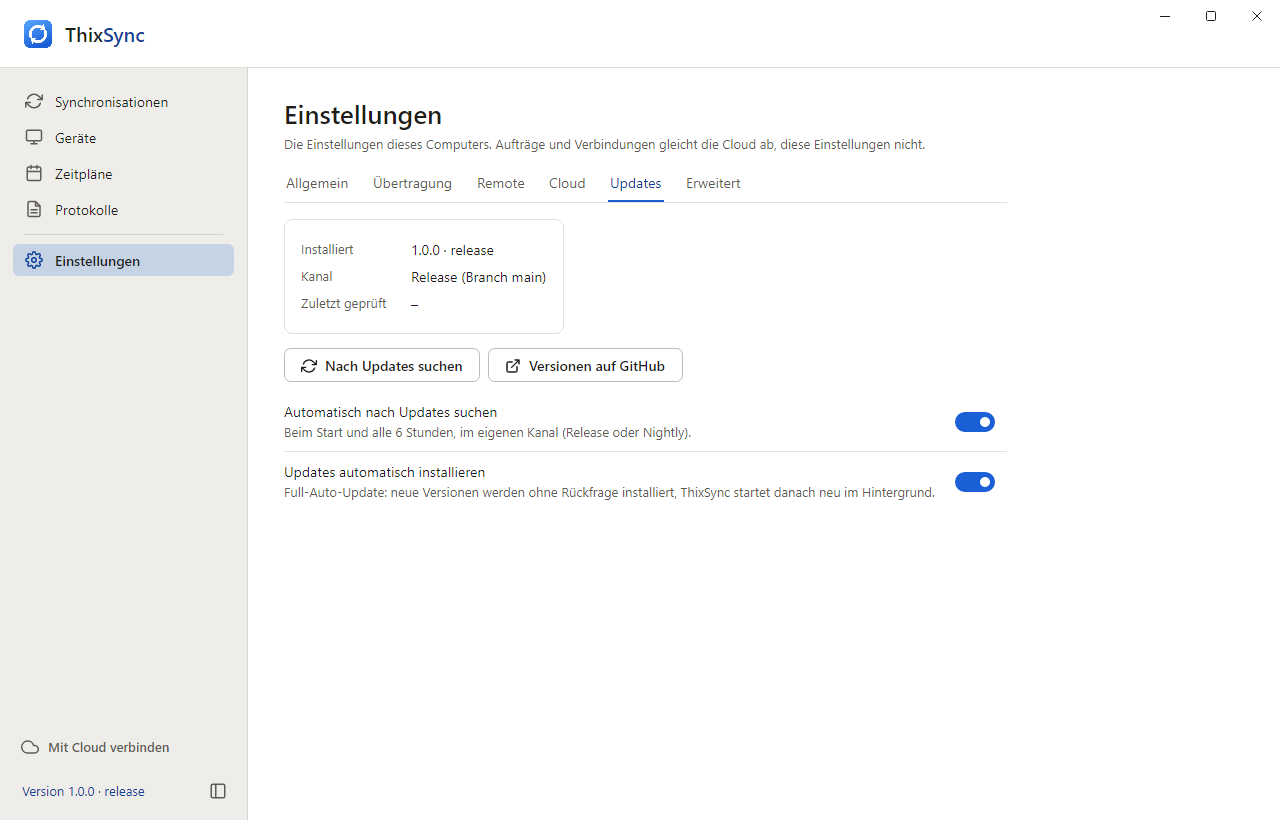 ThixSync
Synchronisationen
Geräte
Zeitpläne
Protokolle
Einstellungen
Mit Cloud verbinden
Version 1.0.0 · release
Einstellungen
Die Einstellungen dieses Computers. Aufträge und Verbindungen gleicht die Cloud ab, diese Einstellungen nicht.
Allgemein Übertragung Remote Cloud Updates Erweitert
Installiert 1.0.0 · release
Kanal Release (Branch main)
Zuletzt geprüft –
Nach Updates suchen Versionen auf GitHub
Automatisch nach Updates suchen
Beim Start und alle 6 Stunden, im eigenen Kanal (Release oder Nightly).
Updates automatisch installieren
Full-Auto-Update: neue Versionen werden ohne Rückfrage installiert, ThixSync startet danach neu im Hintergrund.